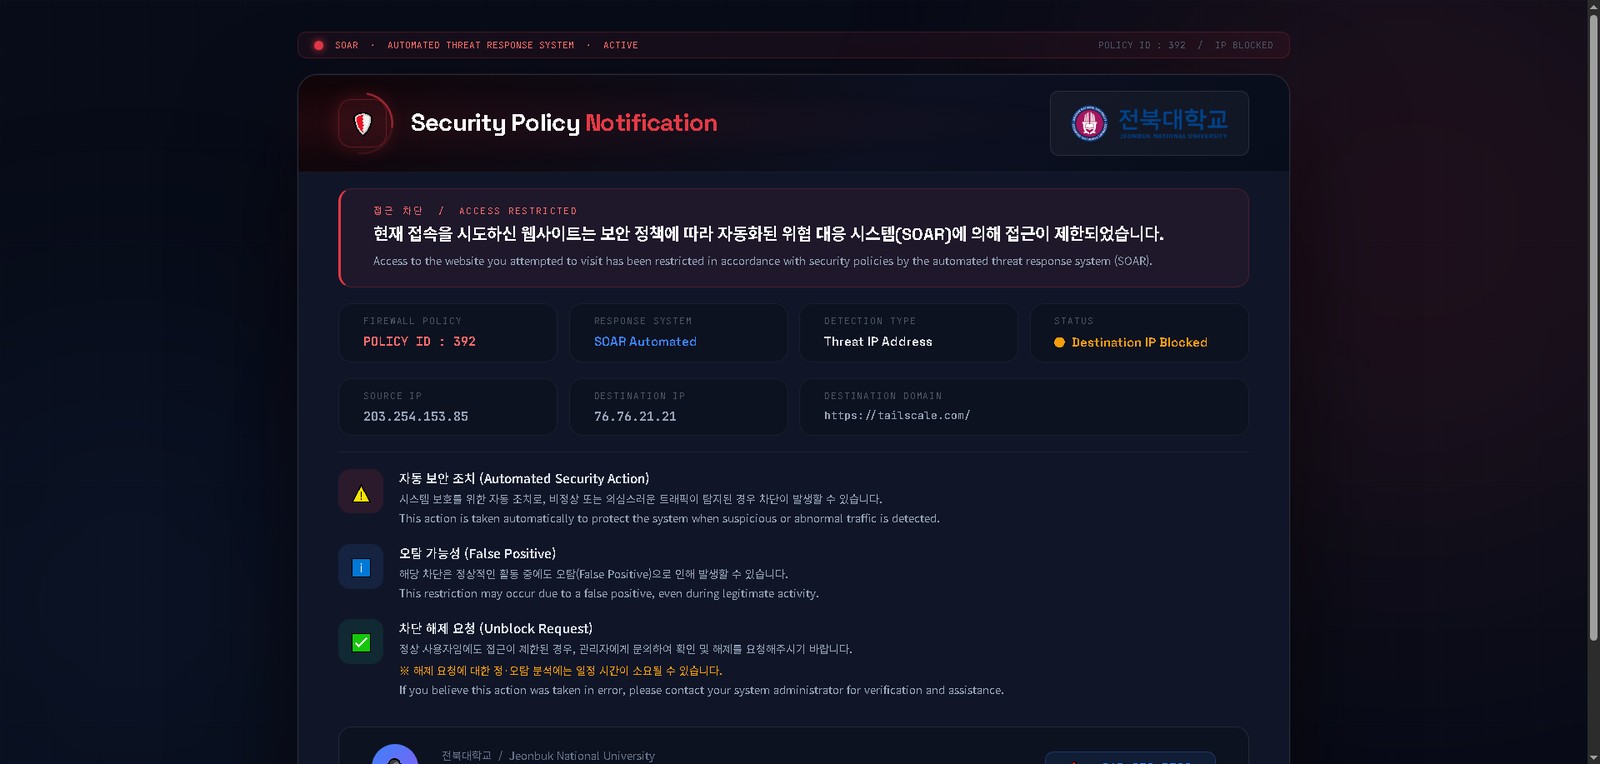 SOAR · AUTOMATED THREAT RESPONSE SYSTEM · ACTIVE
POLICY ID : 392 / IP BLOCKED
Security Policy Notification
전북대학교
JEONBUK NATIONAL UNIVERSITY
접근 차단 / ACCESS RESTRICTED
현재 접속을 시도하신 웹사이트는 보안 정책에 따라 자동화된 위협 대응 시스템(SOAR)에 의해 접근이 제한되었습니다.
Access to the website you attempted to visit has been restricted in accordance with security policies by the automated threat response system (SOAR).
FIREWALL POLICY
POLICY ID : 392
RESPONSE SYSTEM
SOAR Automated
DETECTION TYPE
Threat IP Address
STATUS
Destination IP Blocked
SOURCE IP
203.254.153.85
DESTINATION IP
76.76.21.21
DESTINATION DOMAIN
https://tailscale.com/
자동 보안 조치 (Automated Security Action)
시스템 보호를 위한 자동 조치로, 비정상 또는 의심스러운 트래픽이 탐지된 경우 차단이 발생할 수 있습니다.
This action is taken automatically to protect the system when suspicious or abnormal traffic is detected.
오탐 가능성 (False Positive)
해당 차단은 정상적인 활동 중에도 오탐(False Positive)으로 인해 발생할 수 있습니다.
This restriction may occur due to a false positive, even during legitimate activity.
차단 해제 요청 (Unblock Request)
정상 사용자임에도 접근이 제한된 경우, 관리자에게 문의하여 확인 및 해제를 요청해주시기 바랍니다.
※ 해제 요청에 대한 정·오탐 분석에는 일정 시간이 소요될 수 있습니다.
If you believe this action was taken in error, please contact your system administrator for verification and assistance.
전북대학교 / Jeonbuk National University